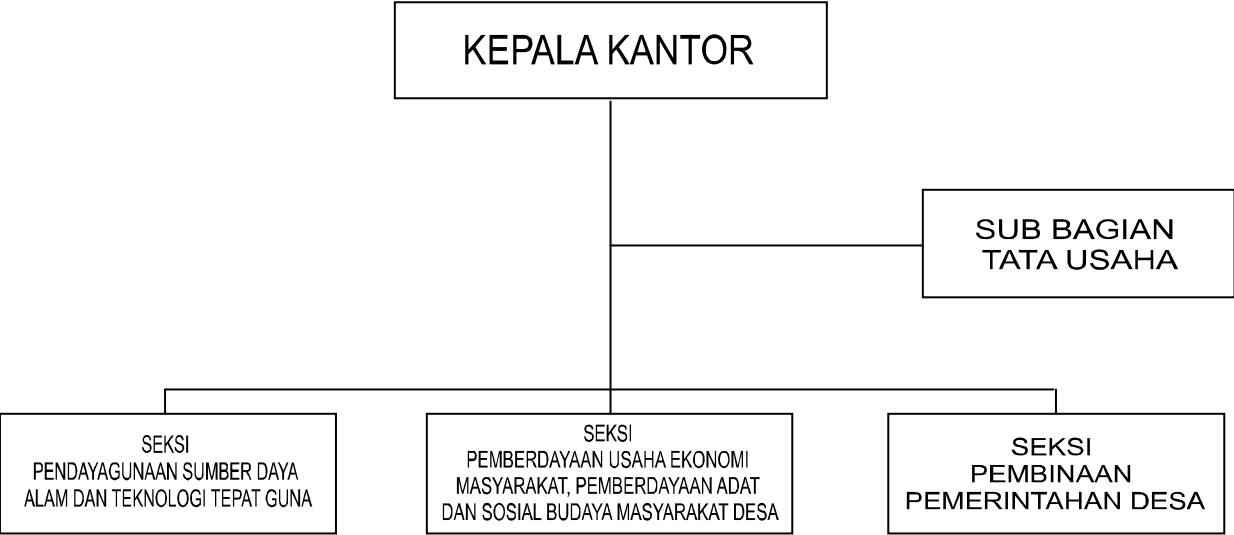 KEPALA KANTOR
SUB BAGIAN
TATA USAHA
SEKSI
PENDAYAGUNAAN SUMBER DAYA
ALAM DAN TEKNOLOGI TEPAT GUNA
SEKSI
PEMBERDAYAAN USAHA EKONOMI
MASYARAKAT, PEMBERDAYAAN ADAT
DAN SOSIAL BUDAYA MASYARAKAT DESA
SEKSI
PEMBINAAN
PEMERINTAHAN DESA